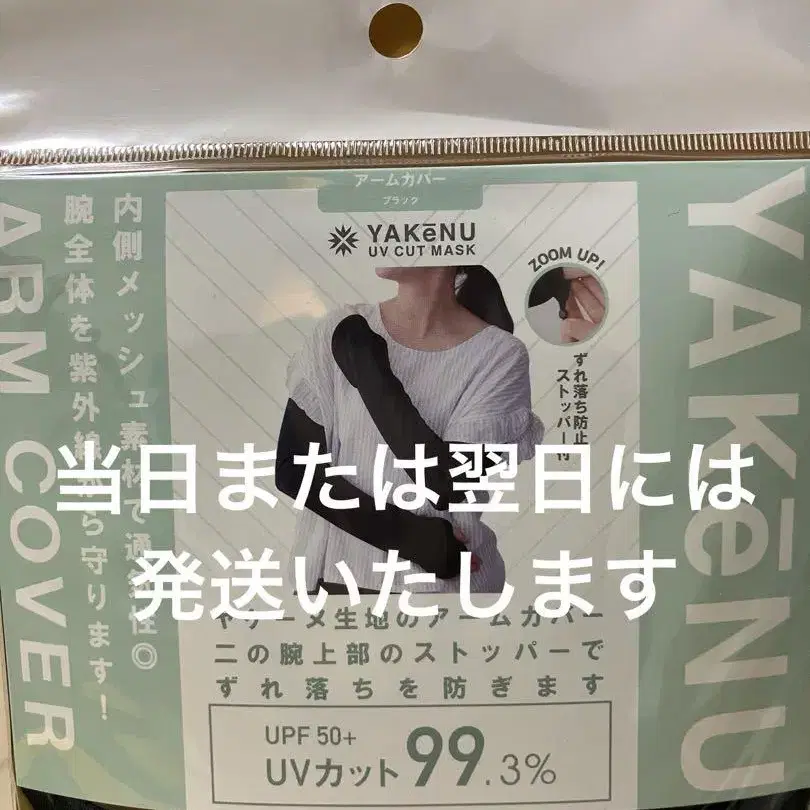 アームカバー
ブラック
YAKēNU
UV CUT MASK
ZOOM UP!
ずれ落ち防止
ストッパー付
内側メッシュ素材で通気性◎
腕全体を紫外線から守ります!
ARM COVER
YAKēNU
当日または翌日には
発送いたします
ヤケーヌ生地のアームカバー
二の腕上部のストッパーで
ずれ落ちを防ぎます
UPF 50+
UVカット99.3%